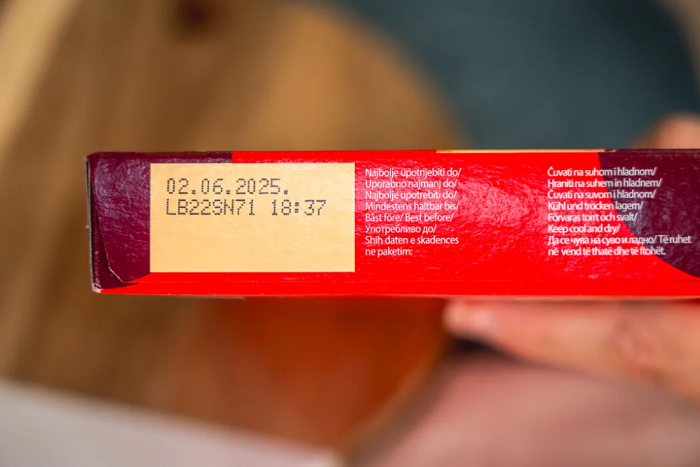 02.06.2025.
LB22SN71 18:37
Najbolje upotrijebiti do/
Uporabno najmanj do/
Najbolje upotrebiti do/
Mindestens haltbar bis/
Bäst före/ Best before/
Употребливо до/
Shih daten e skadences
ne paketim:
Čuvati na suhom i hladnom/
Hraniti na suhem in hladnem/
Čuvati na suvom i hladnom/
Kühl und trocken lagern/
Förvaras torrt och svalt/
Keep cool and dry/
Да се чува на суво и ладно/ Të ruhet
në vend të thatë dhe të ftohët.